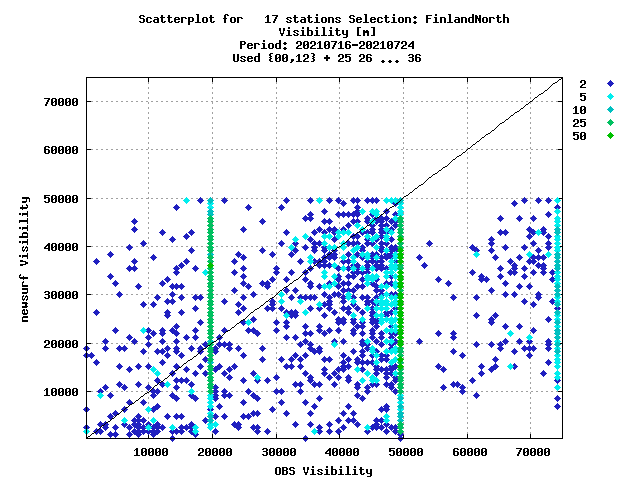 Scatterplot for 17 stations Selection: FinlandNorth
Visibility [m]
Period: 20210716-20210724
Used {00,12} + 25 26 ... 36
2
5
10
25
50
70000
60000
50000
40000
30000
20000
10000
newsurf Visibility
10000 20000 30000 40000 50000 60000 70000
OBS Visibility